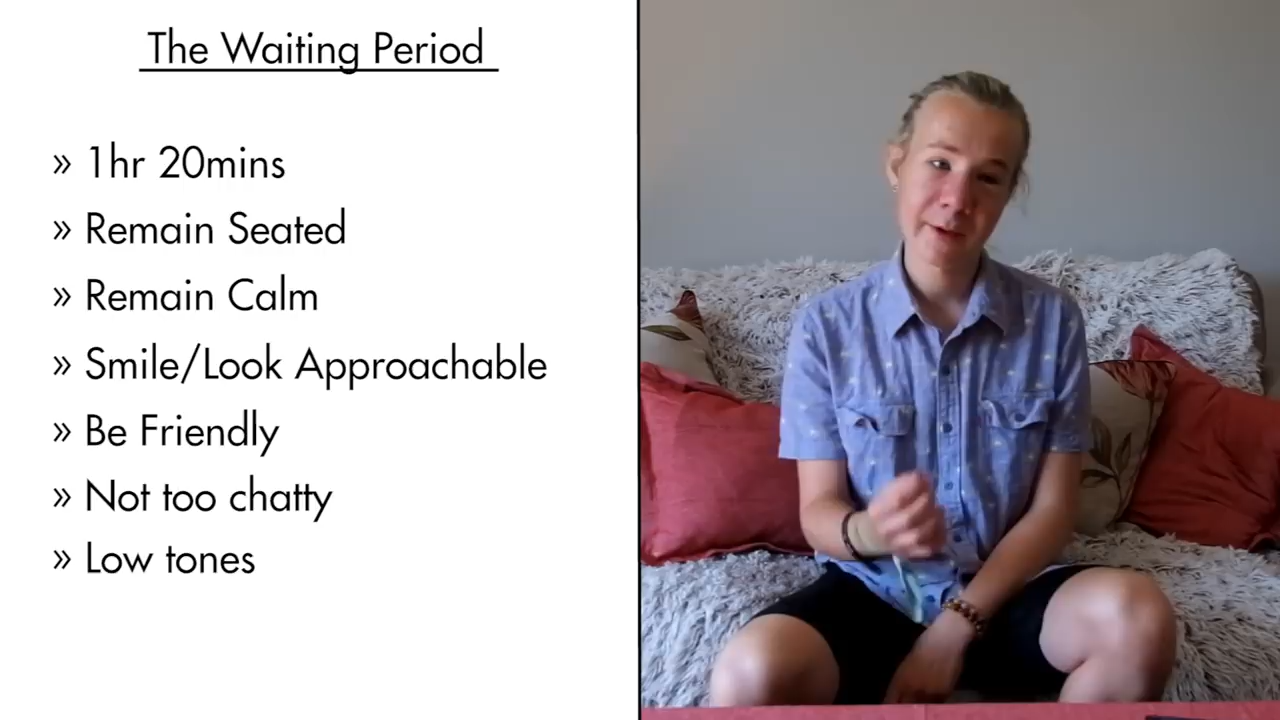 The Waiting Period
» 1hr 20mins
» Remain Seated
» Remain Calm
» Smile/Look Approachable
» Be Friendly
» Not too chatty
» Low tones